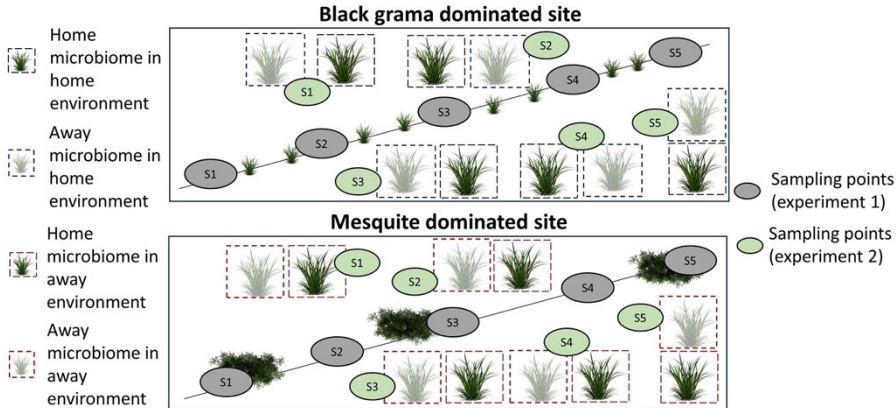 Black grama dominated site
Home
microbiome in
home
environment
Away
microbiome in
home
environment
S1
S2
S5
S4
S3
S5
S2
S4
S1
S3
Sampling points
(experiment 1)
Sampling points
(experiment 2)
Mesquite dominated site
Home
microbiome in
away
environment
Away
microbiome in
away
environment
S1
S2
S5
S4
S3
S5
S2
S4
S1
S3